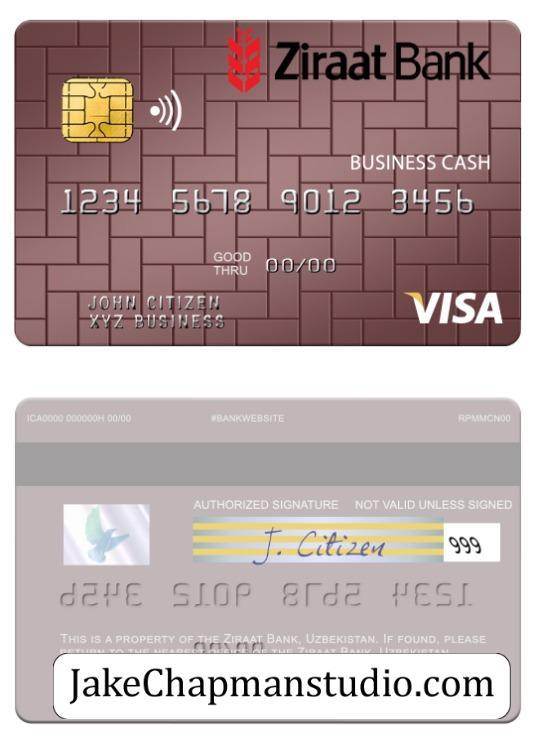 Ziraat Bank
BUSINESS CASH
1234 5678 9012 3456
GOOD
THRU 00/00
JOHN CITIZEN
XYZ BUSINESS
VISA
ICA0000 000000H 00/00 #BANKWEBSITE RPMMCN00
AUTHORIZED SIGNATURE NOT VALID UNLESS SIGNED
J. Citizen 999
THIS IS A PROPERTY OF THE ZIRAAT BANK, UZBEKISTAN. IF FOUND, PLEASE
RETURN TO THE NEAREST OFFICE OF THE ZIRAAT BANK, UZBEKISTAN.
JakeChapmanstudio.com